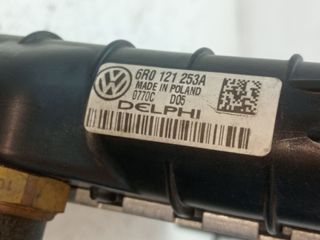 6R0 121 253A
MADE IN POLAND
0770C D05
DELPHI